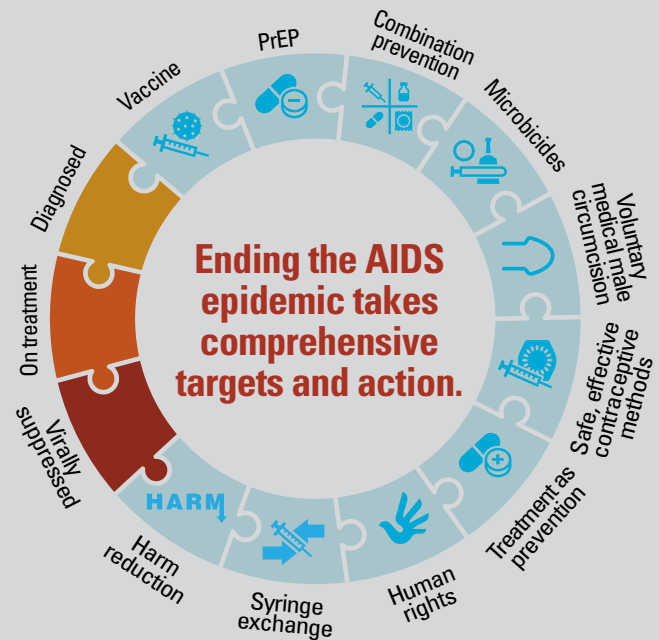 Ending the AIDS
epidemic takes
comprehensive
targets and action.
Diagnosed
Vaccine
PrEP
Combination
prevention
Microbicides
Voluntary
medical male
circumcision
Safe, effective
contraceptive
methods
Treatment as
prevention
Human
rights
Syringe
exchange
Harm
reduction
HARM
Virally
suppressed
On treatment